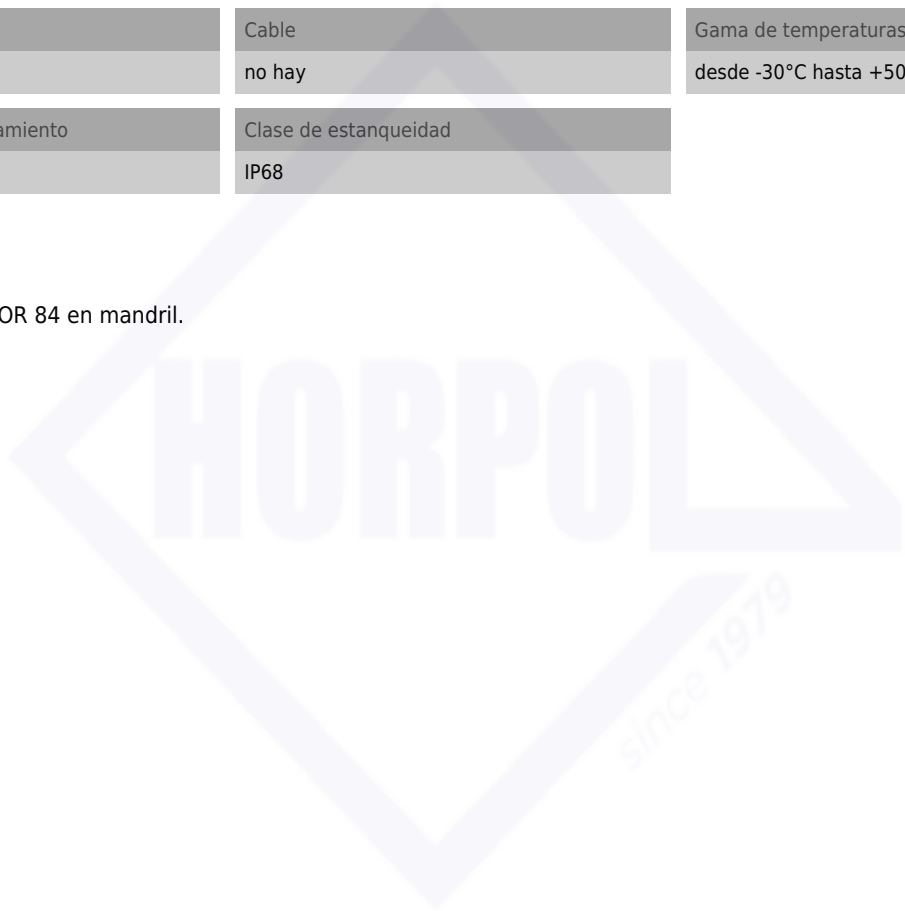 Cable
Gama de temperaturas
no hay
desde -30°C hasta +50
amiento
Clase de estanqueidad
IP68
OR 84 en mandril.
HORPOL
since 1979